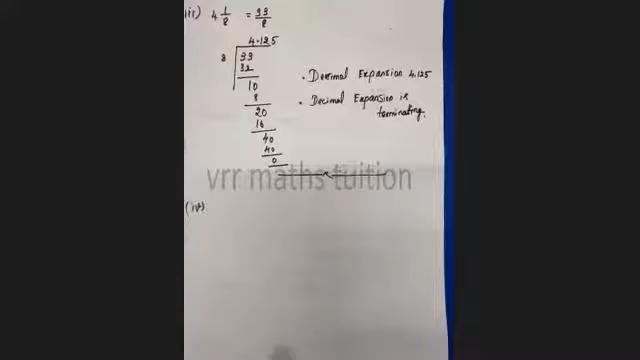 iii) 4 1/8 = 33/8
4.125
8 33
32
10
8
20
16
40
40
0
. Decimal Expansion 4.125
. Decimal Expansion is
terminating.
vrr maths tuition
(iv)